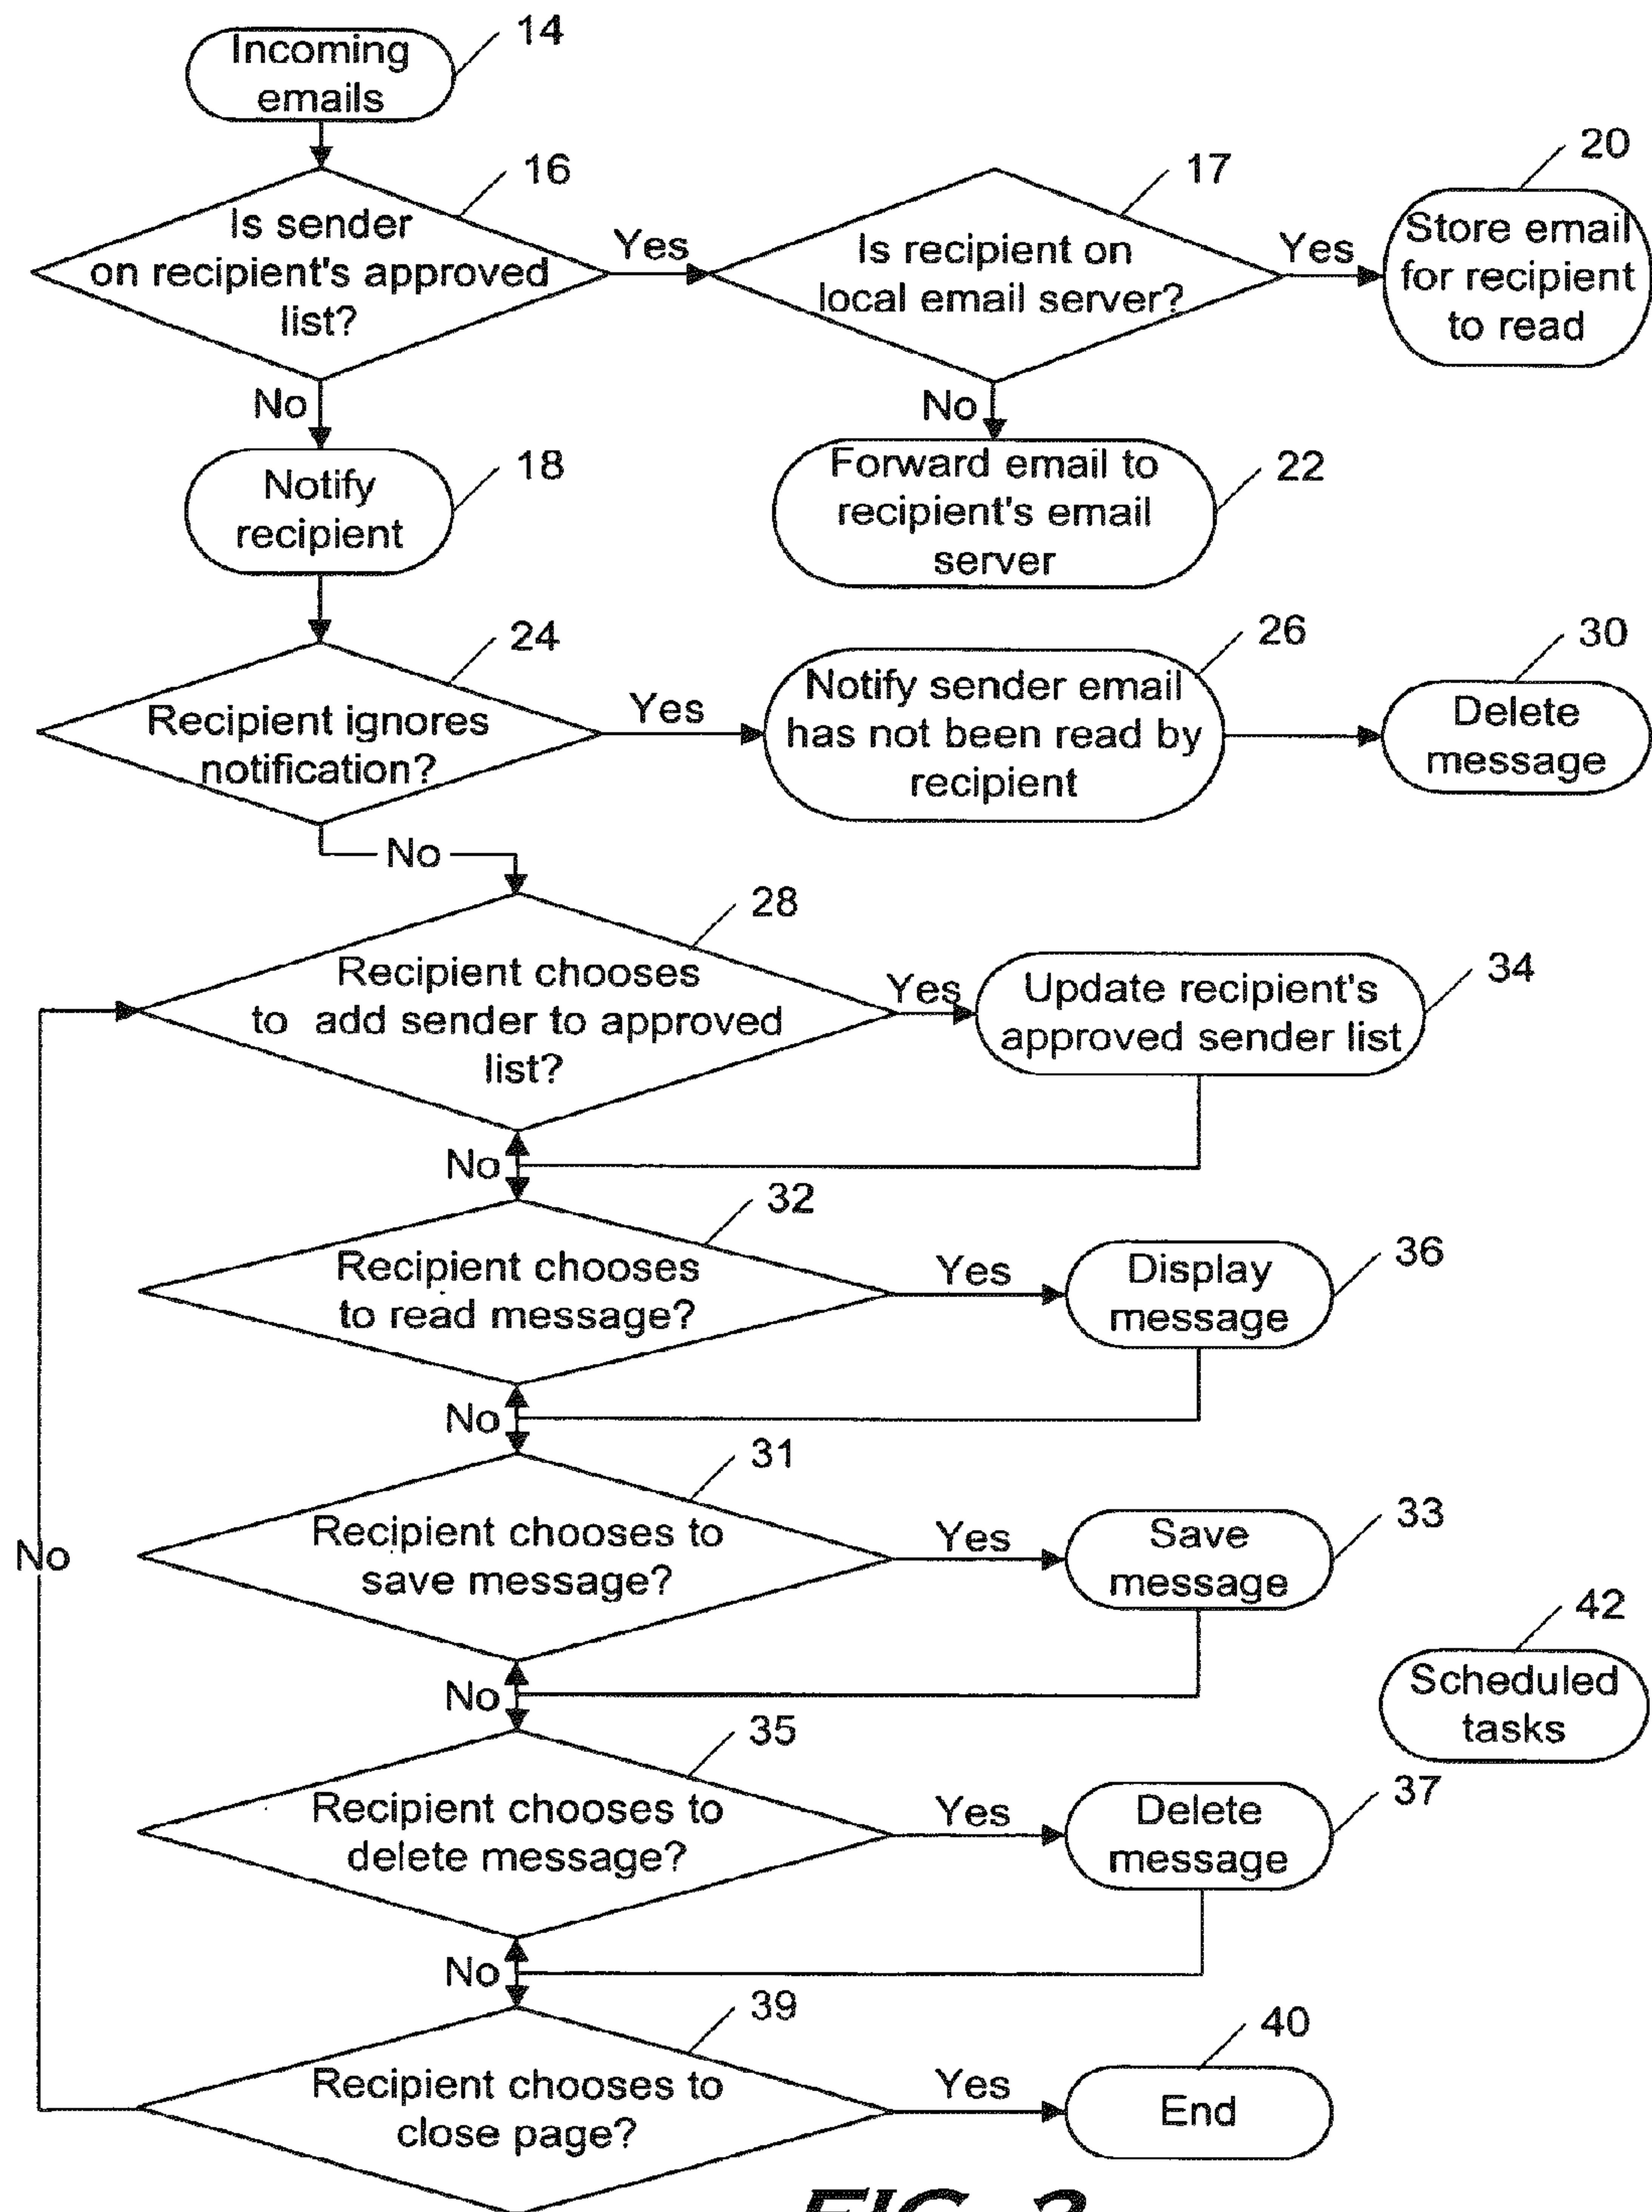 Incoming
emails
14
Is sender
on recipient's approved
list?
16
Yes
Is recipient on
local email server?
17
Yes
Store email
for recipient
to read
20
No
No
Notify
recipient
18
Forward email to
recipient's email
server
22
Recipient ignores
notification?
24
Yes
Notify sender email
has not been read by
recipient
26
Delete
message
30
No
Recipient chooses
to add sender to approved
list?
28
Yes
Update recipient's
approved sender list
34
No
Recipient chooses
to read message?
32
Yes
Display
message
36
No
Recipient chooses to
save message?
31
Yes
Save
message
33
No
No
Scheduled
tasks
42
Recipient chooses to
delete message?
35
Yes
Delete
message
37
No
Recipient chooses to
close page?
39
Yes
End
40